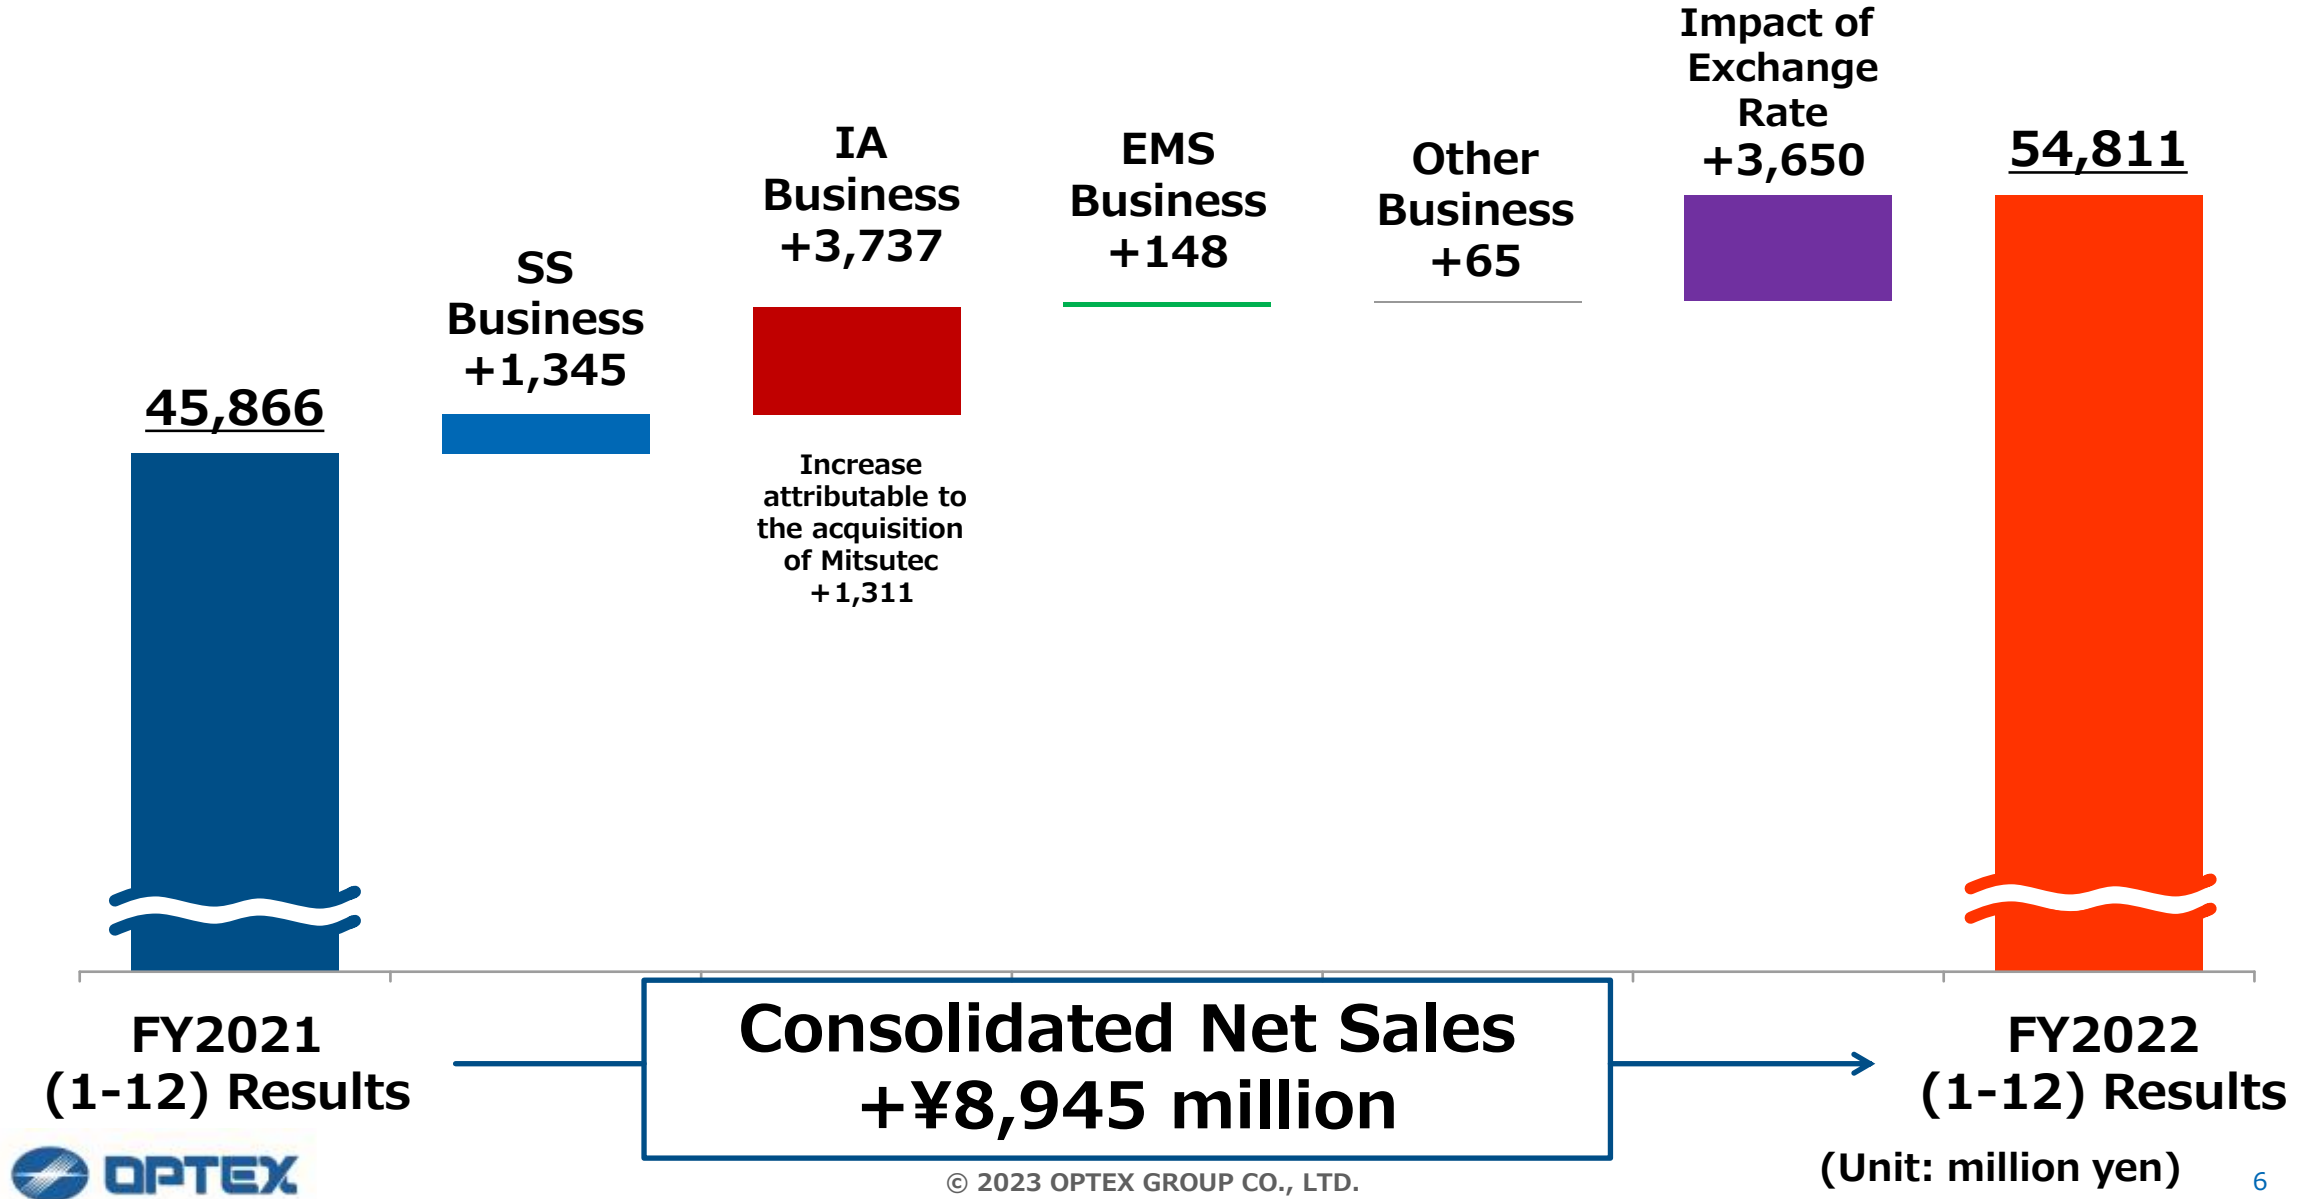 45,866
SS
Business
+1,345
IA
Business
+3,737
Increase
attributable to
the acquisition
of Mitsutec
+1,311
EMS
Business
+148
Other
Business
+65
Impact of
Exchange
Rate
+3,650
54,811
FY2021
(1-12) Results
Consolidated Net Sales
+¥8,945 million
FY2022
(1-12) Results
(Unit: million yen)
OPTEX
© 2023 OPTEX GROUP CO., LTD.
6